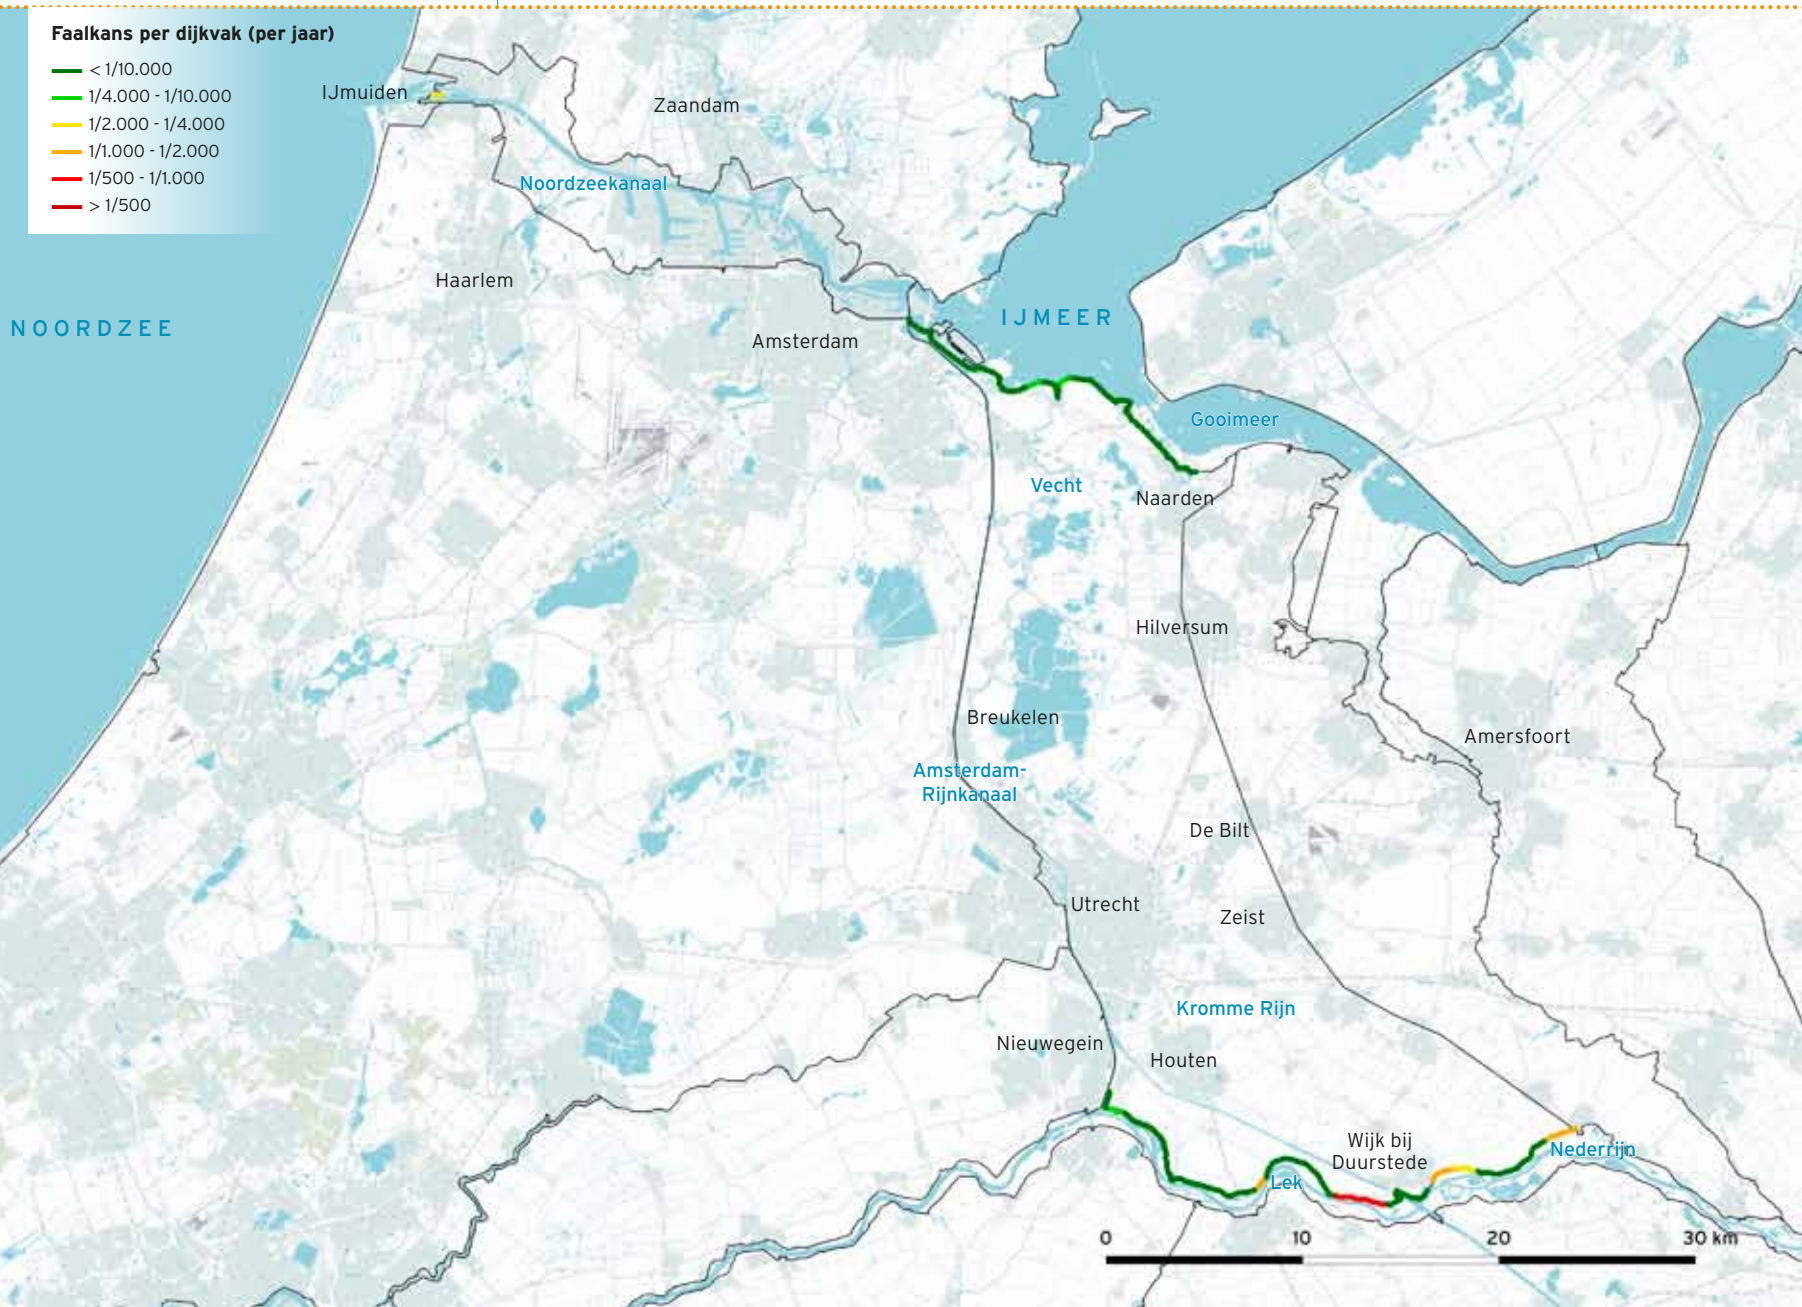 Faalkans per dijkvak (per jaar)
< 1/10.000
1/4.000 - 1/10.000
1/2.000 - 1/4.000
1/1.000 - 1/2.000
1/500 - 1/1.000
> 1/500
IJmuiden
Zaandam
Noordzeekanaal
Haarlem
NOORDZEE
IJMEER
Amsterdam
Gooimeer
Vecht
Naarden
Hilversum
Breukelen
Amersfoort
Amsterdam-
Rijnkanaal
De Bilt
Utrecht
Zeist
Kromme Rijn
Nieuwegein
Houten
Wijk bij
Duurstede
Nederrijn
Lek
0 10 20 30 km